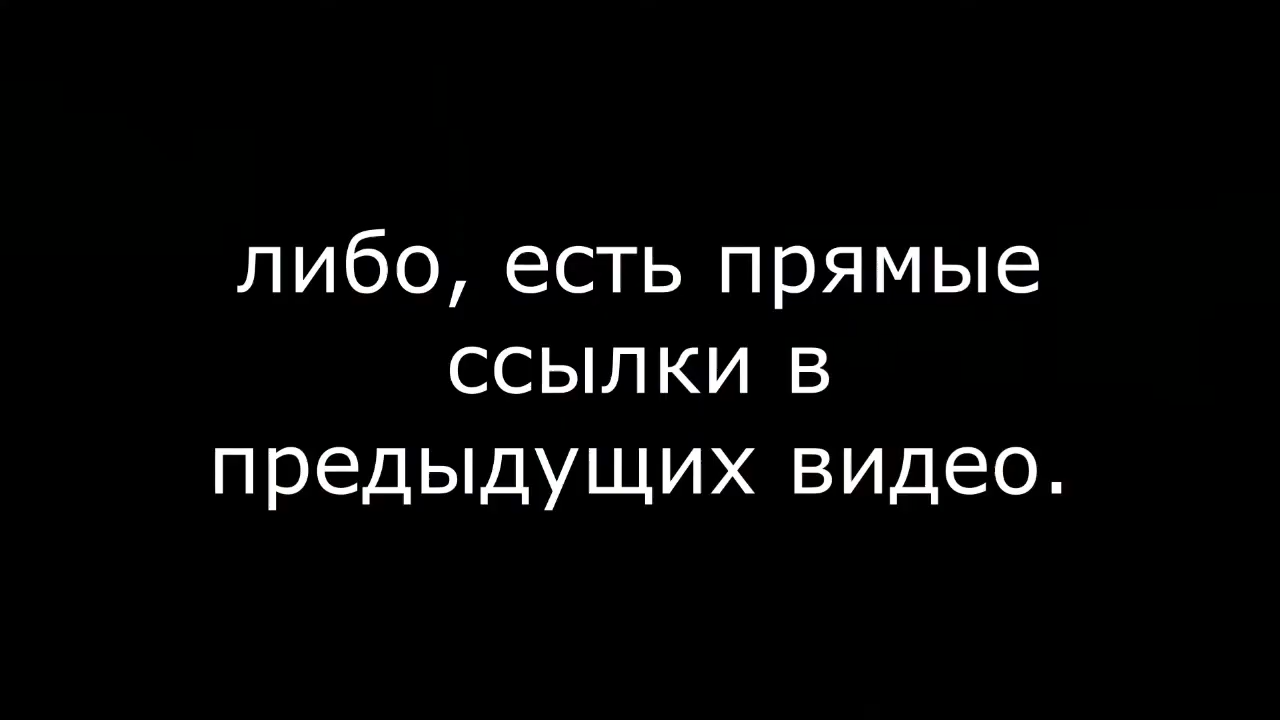 либо, есть прямые
ссылки в
предыдущих видео.